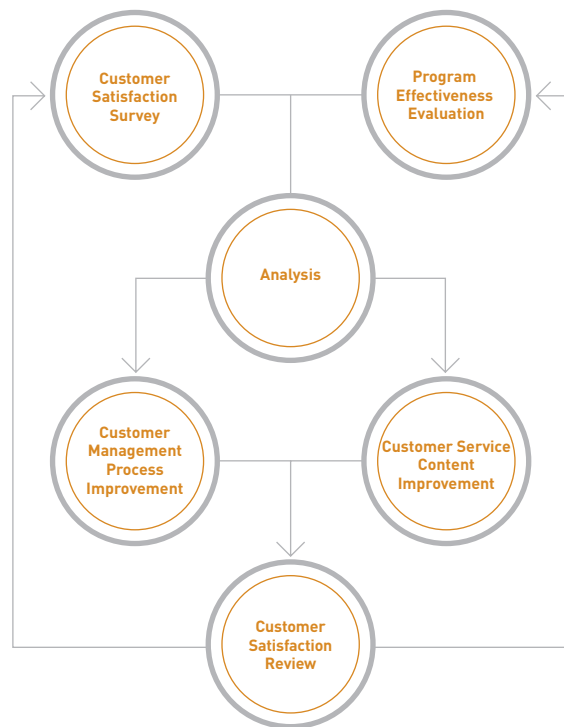 Customer
Satisfaction
Survey
Program
Effectiveness
Evaluation
Analysis
Customer
Management
Process
Improvement
Customer Service
Content
Improvement
Customer
Satisfaction
Review